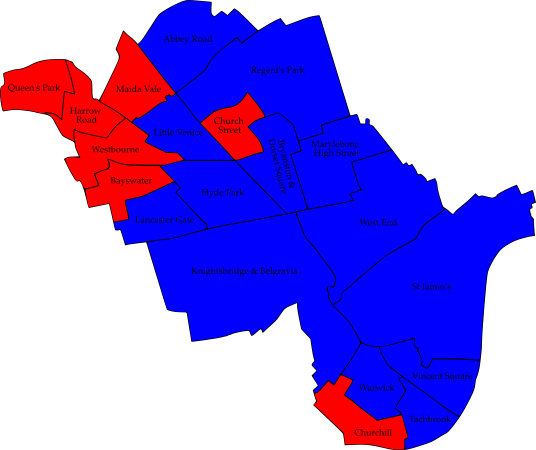 Abbey Road
Regent's Park
Queen's Park
Maida Vale
Harrow
Road
Church
Street
Little Venice
Westbourne
Marylebone
High Street
Bryanston &
Dorset Square
Bayswater
Hyde Park
Lancaster Gate
West End
Knightsbridge & Belgravia
St James's
Vincent Square
Warwick
Tachbrook
Churchill